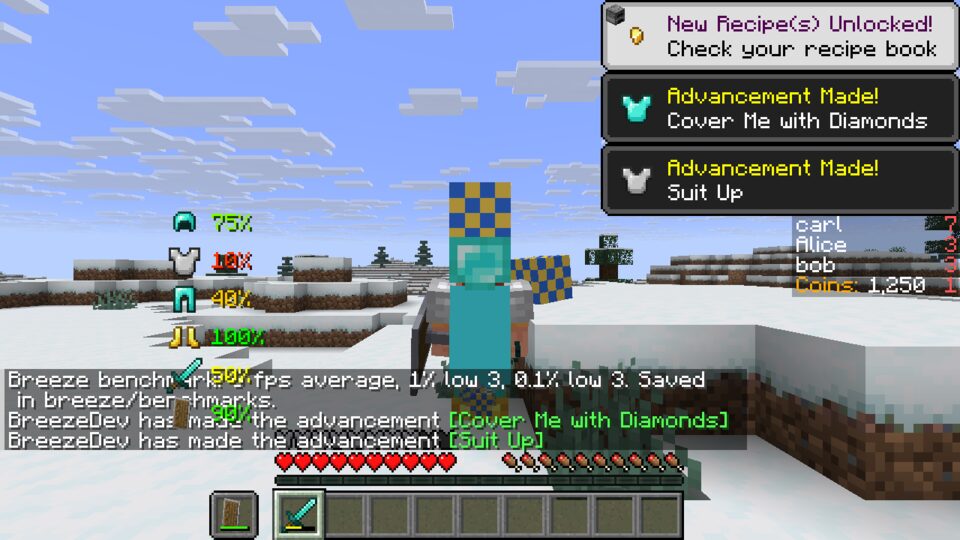 New Recipe(s) Unlocked!
Check your recipe book
Advancement Made!
Cover Me with Diamonds
Advancement Made!
Suit Up
carl 7
Alice 3
bob 3
Coins: 1,250 1
75%
10%
40%
100%
50%
90%
Breeze benchmark: fps average, 1% low 3, 0.1% low 3. Saved
in breeze/benchmarks.
BreezeDev has made the advancement [Cover Me with Diamonds]
BreezeDev has made the advancement [Suit Up]